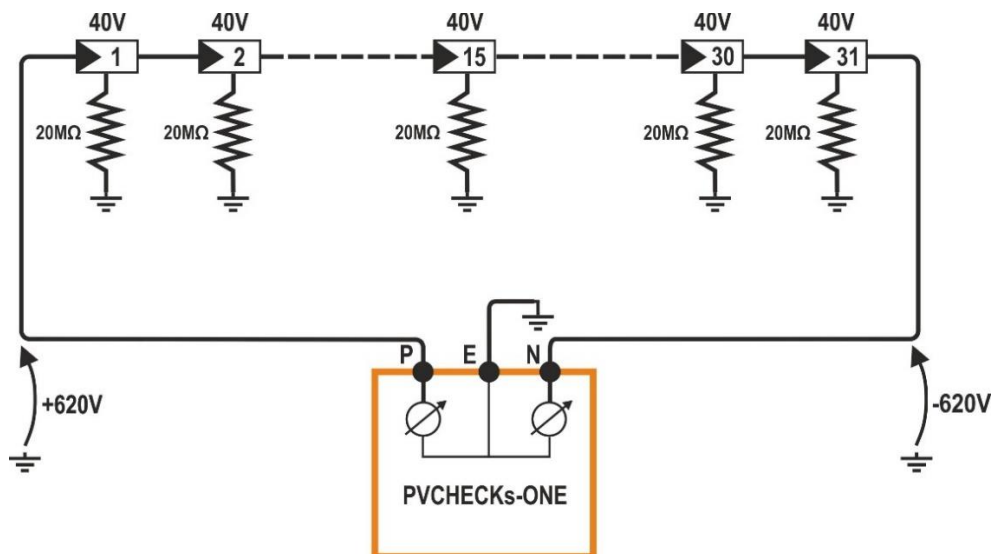 40V 40V 40V 40V 40V
1 2 15 30 31
20MΩ 20MΩ 20MΩ 20MΩ 20MΩ
P E N
+620V -620V
PVCHECKs-ONE